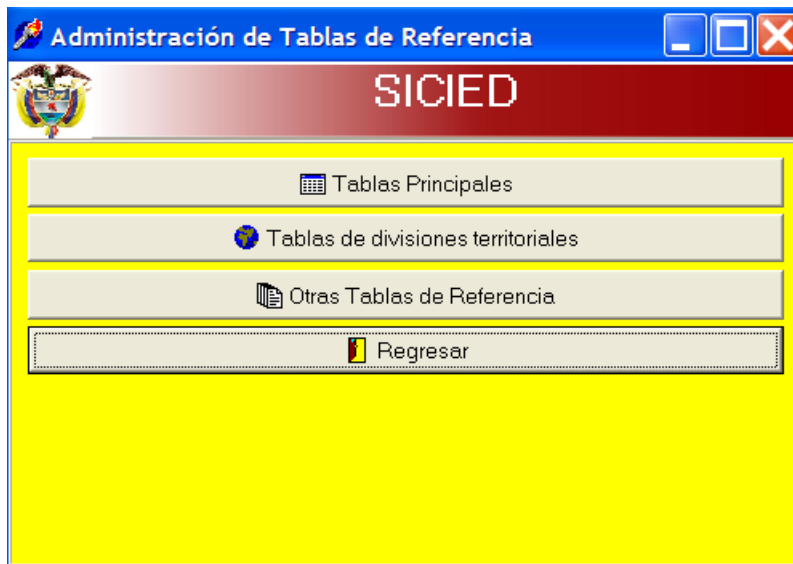 Administración de Tablas de Referencia
SICIED
Tablas Principales
Tablas de divisiones territoriales
Otras Tablas de Referencia
Regresar